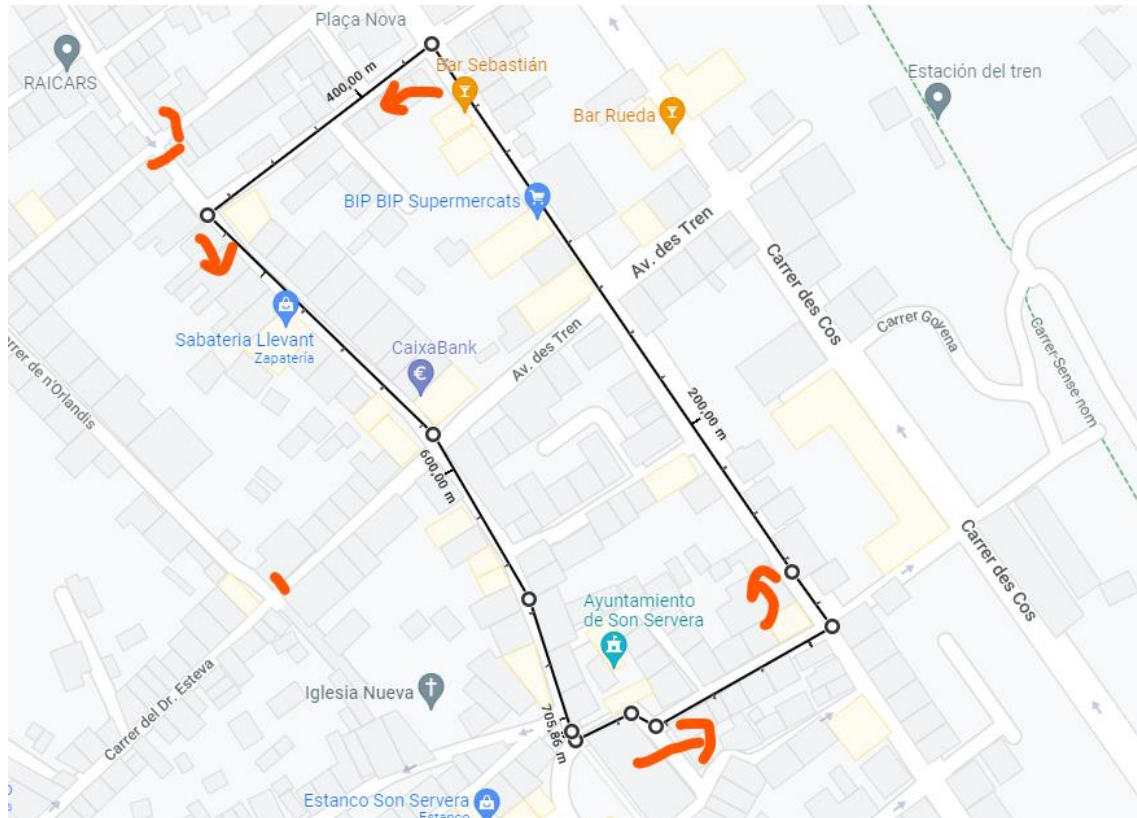 Plaça Nova
RAICARS
400,00 m
Bar Sebastián
Estación del tren
Bar Rueda
BIP BIP Supermercats
Av. des Tren
Carrer des Cos
Carrer Goyena
Carrer-Sense nom
Sabateria Llevant
Zapatería
CaixaBank
€
Av. des Tren
rrer de n'Orlandis
200,00 m
600,00 m
Carrer des Cos
Ayuntamiento
de Son Servera
Iglesia Nueva
705,86 m
Carrer del Dr. Esteva
Estanco Son Servera
Estanco